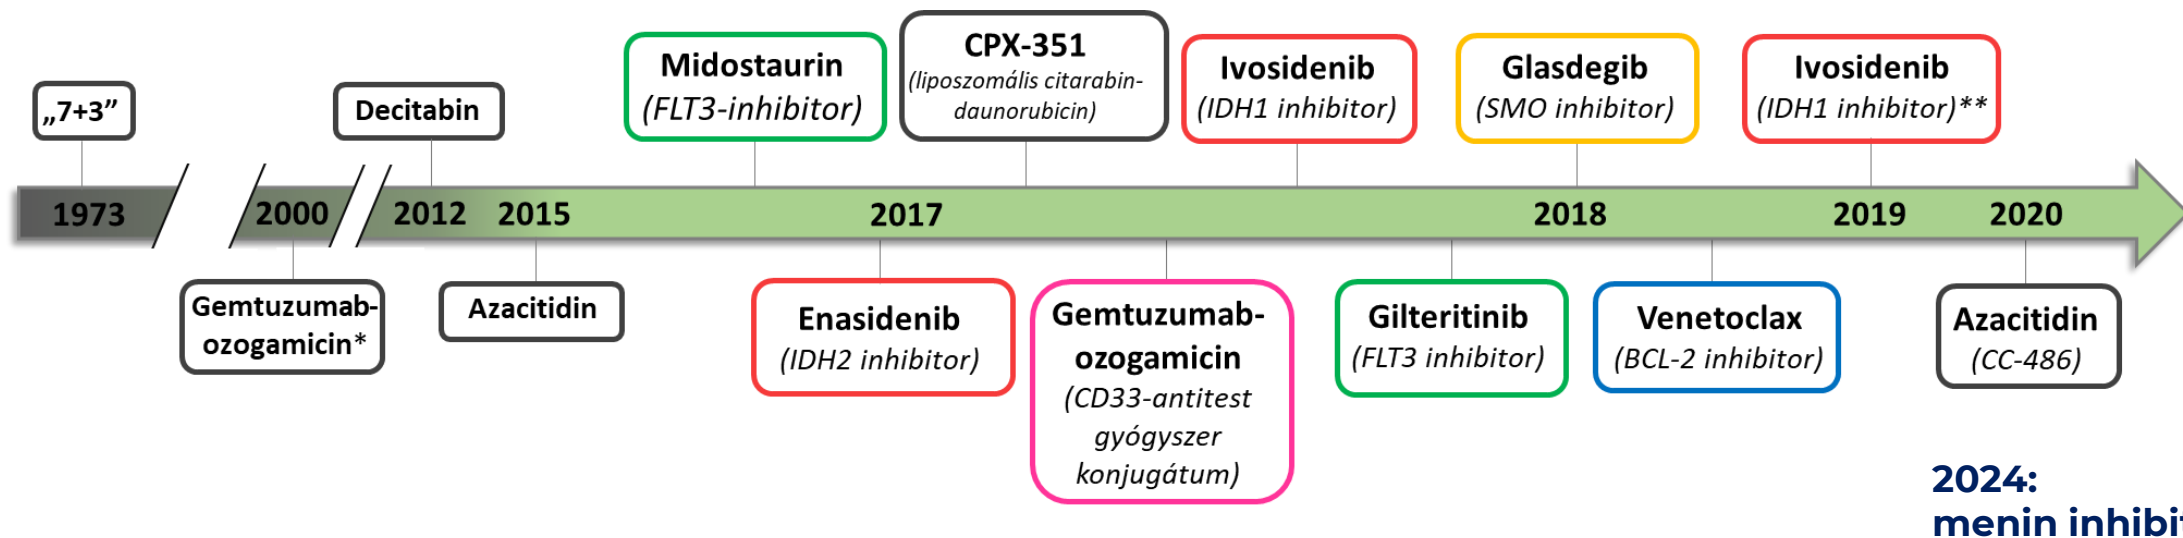 „7+3”
Decitabin
Midostaurin
(FLT3-inhibitor)
CPX-351
(liposzomális citarabin-
daunorubicin)
Ivosidenib
(IDH1 inhibitor)
Glasdegib
(SMO inhibitor)
Ivosidenib
(IDH1 inhibitor)**
1973
2000
2012
2015
2017
2018
2019
2020
Gemtuzumab-
ozogamicin*
Azacitidin
Enasidenib
(IDH2 inhibitor)
Gemtuzumab-
ozogamicin
(CD33-antitest
gyógyszer
konjugátum)
Gilteritinib
(FLT3 inhibitor)
Venetoclax
(BCL-2 inhibitor)
Azacitidin
(CC-486)
2024:
menin